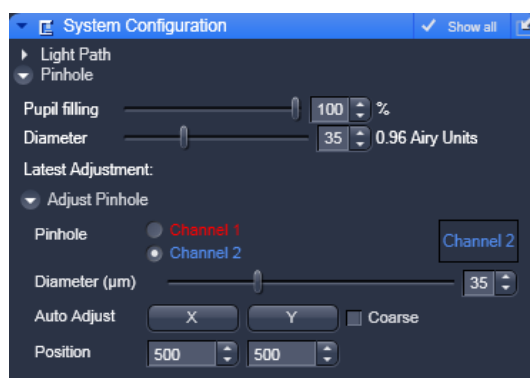 System Configuration Show all
Light Path
Pinhole
Pupil filling 100 %
Diameter 35 0.96 Airy Units
Latest Adjustment:
Adjust Pinhole
Pinhole Channel 1
Channel 2 Channel 2
Diameter (μm) 35
Auto Adjust X Y Coarse
Position 500 500